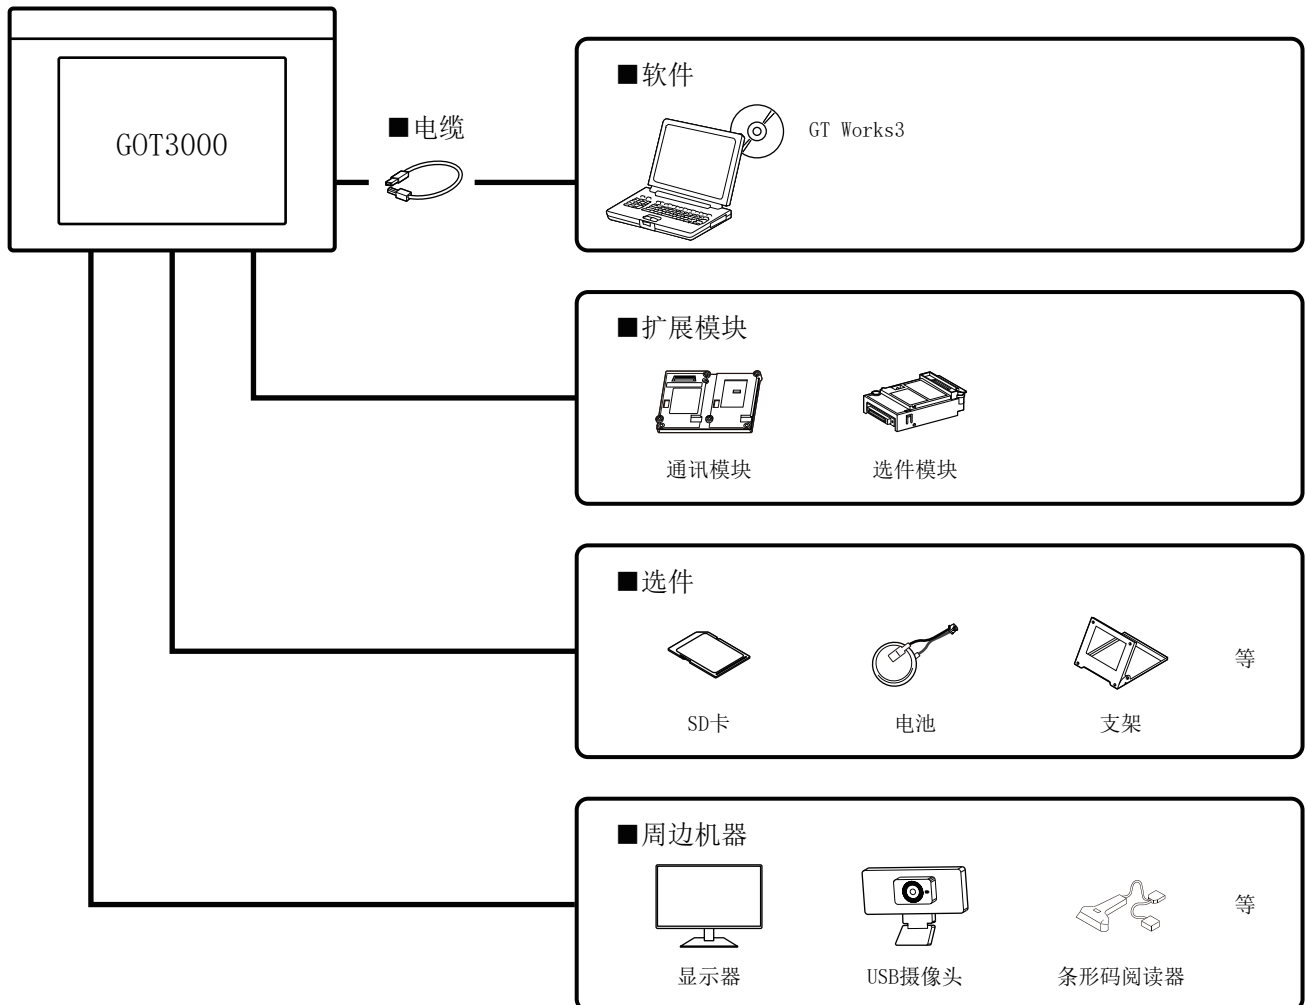 GOT3000
■电缆
■软件
GT Works3
■扩展模块
通讯模块
选件模块
■选件
等
SD卡
电池
支架
■周边机器
等
显示器
USB摄像头
条形码阅读器